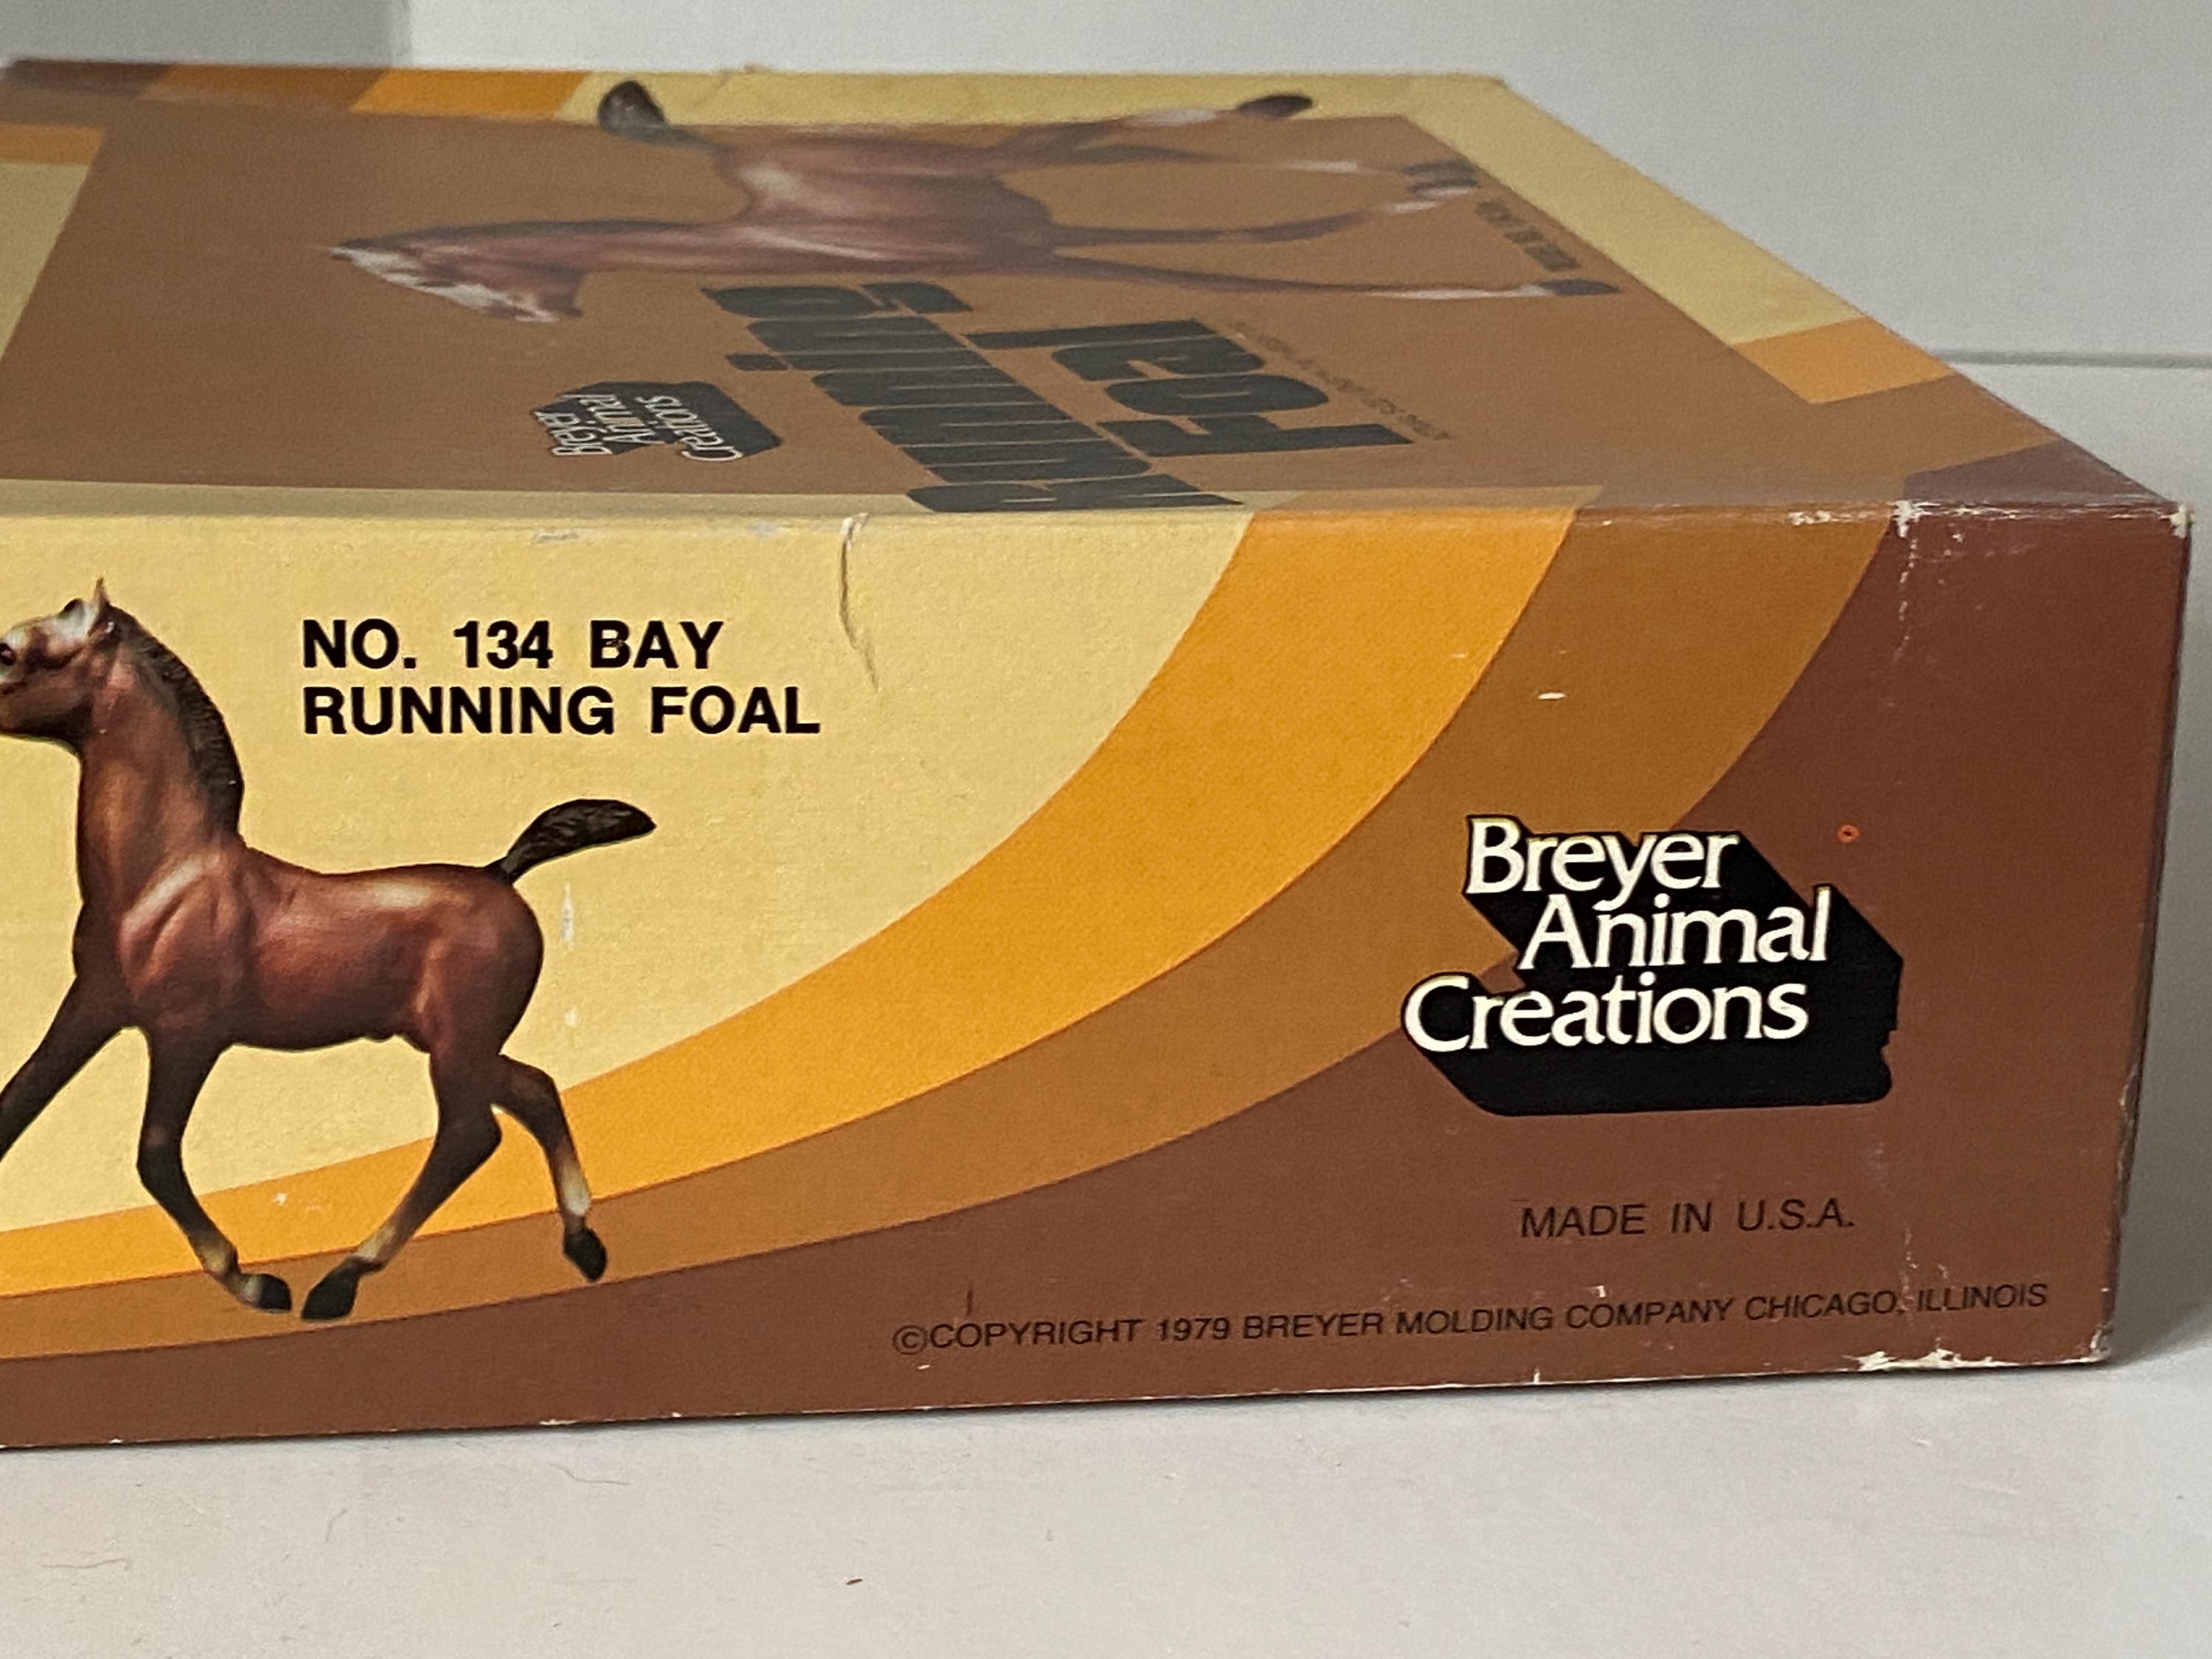 Running
Foal
Breyer
Animal
Creations
NO. 134 BAY
RUNNING FOAL
Breyer
Animal
Creations
MADE IN U.S.A.
©COPYRIGHT 1979 BREYER MOLDING COMPANY CHICAGO, ILLINOIS